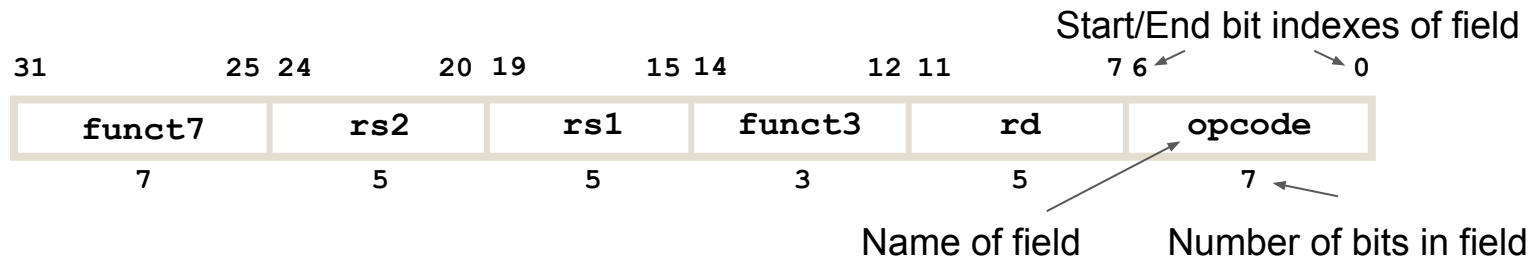 Start/End bit indexes of field
31 25 24 20 19 15 14 12 11 7 6 0
funct7 rs2 rs1 funct3 rd opcode
7 5 5 3 5 7
Name of field Number of bits in field